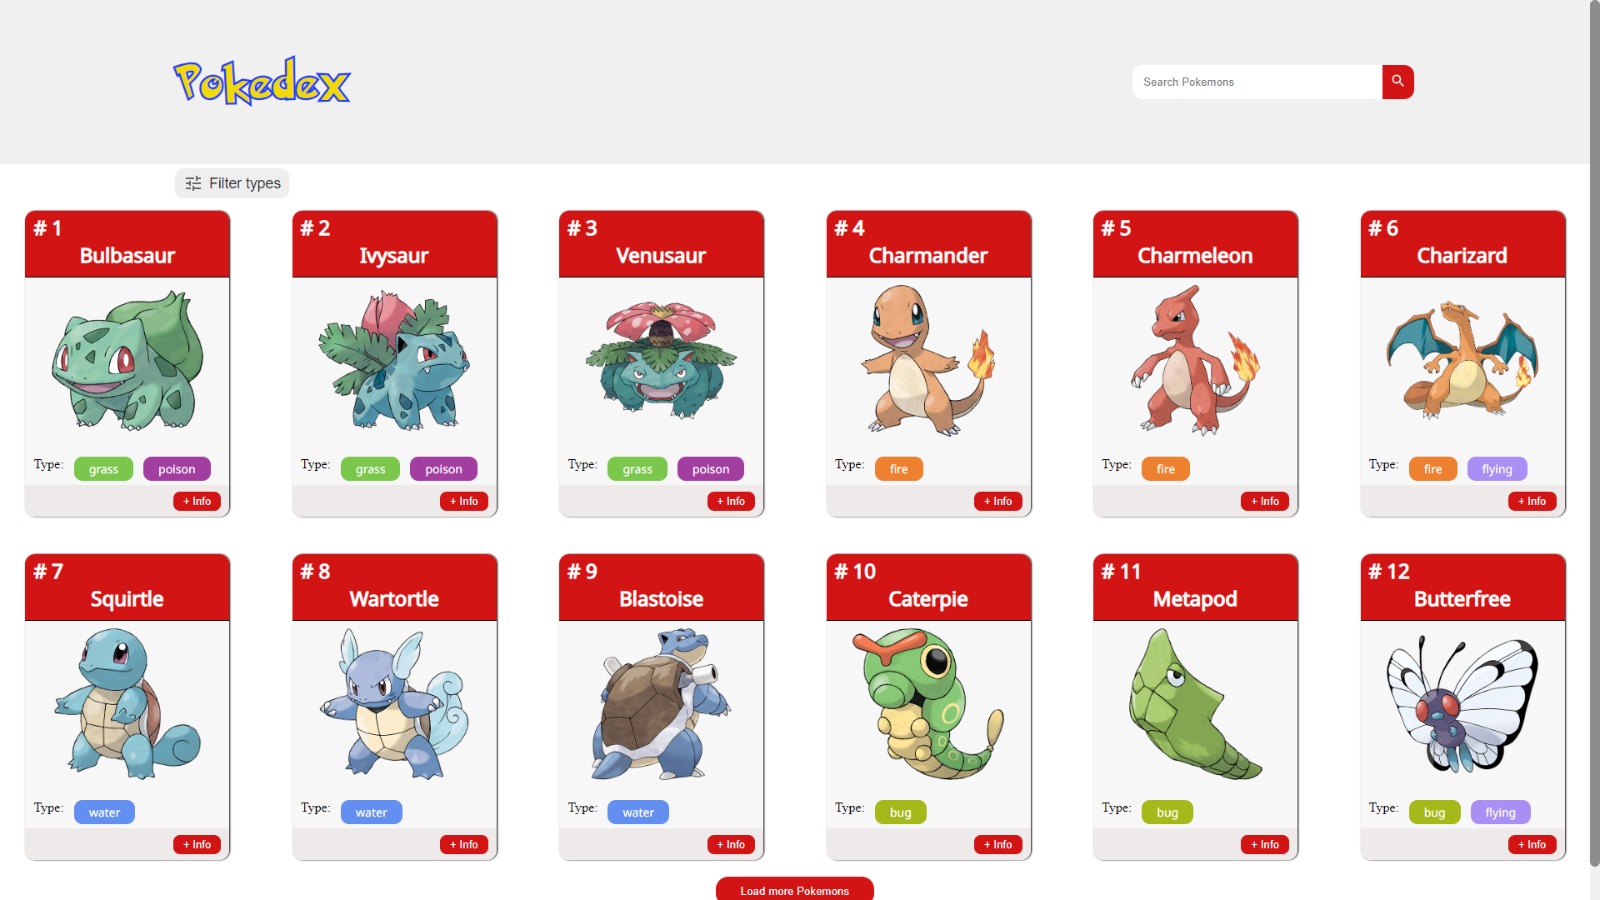 Pokedex
Search Pokemons
Filter types
# 1
Bulbasaur
Type: grass poison
+ Info
# 2
Ivysaur
Type: grass poison
+ Info
# 3
Venusaur
Type: grass poison
+ Info
# 4
Charmander
Type: fire
+ Info
# 5
Charmeleon
Type: fire
+ Info
# 6
Charizard
Type: fire flying
+ Info
# 7
Squirtle
Type: water
+ Info
# 8
Wartortle
Type: water
+ Info
# 9
Blastoise
Type: water
+ Info
# 10
Caterpie
Type: bug
+ Info
# 11
Metapod
Type: bug
+ Info
# 12
Butterfree
Type: bug flying
+ Info
Load more Pokemons